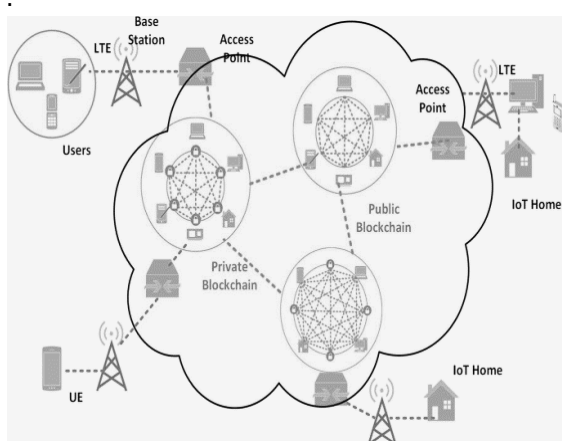 Base
Station
LTE
Access
Point
Users
LTE
Access
Point
IoT Home
Public
Blockchain
Private
Blockchain
UE
IoT Home